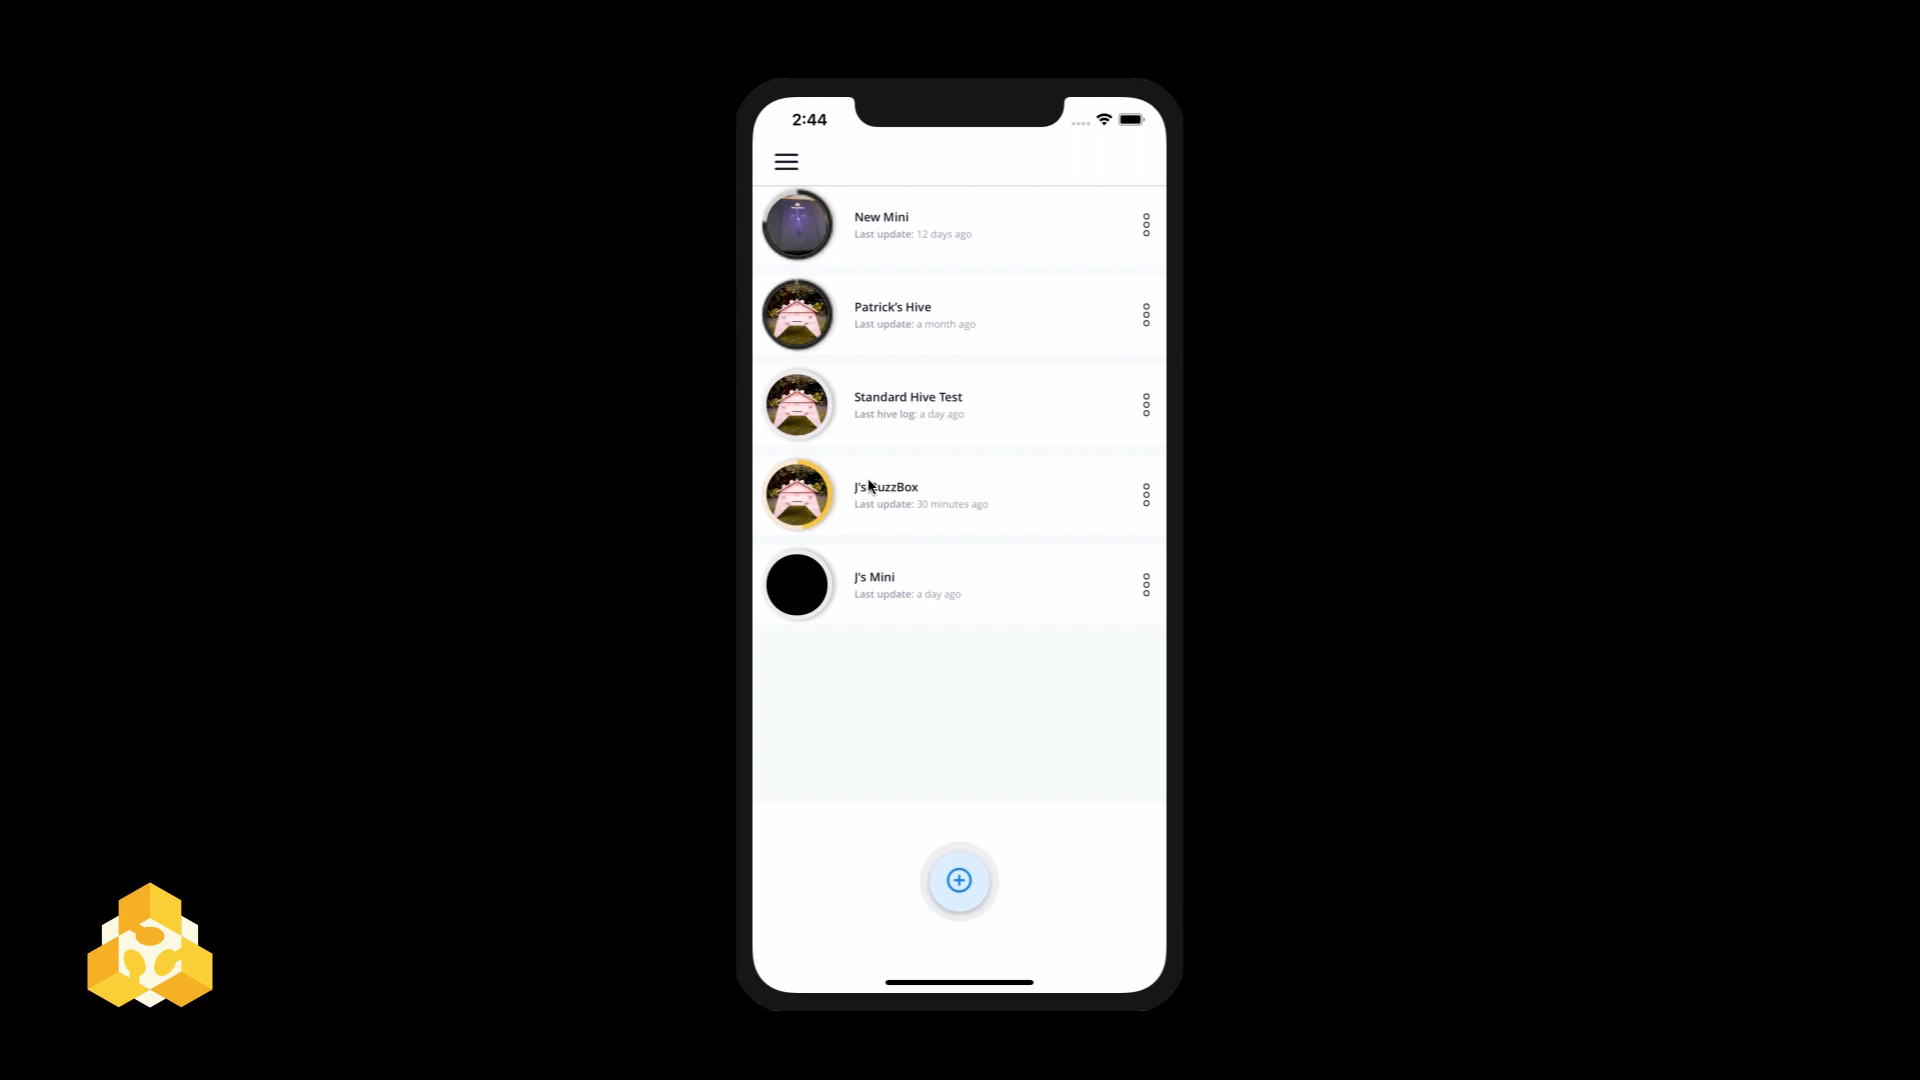 2:44
New Mini
Last update: 12 days ago
Patrick's Hive
Last update: a month ago
Standard Hive Test
Last hive log: a day ago
J's BuzzBox
Last update: 30 minutes ago
J's Mini
Last update: a day ago